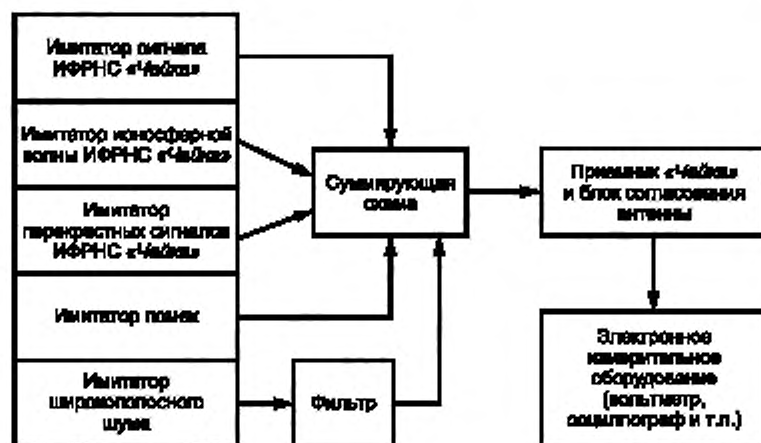 Имитатор сигнала
ИФРНС «Чайка»
Имитатор ионосферной
волны ИФРНС «Чайка»
Имитатор
перекрестных сигналов
ИФРНС «Чайка»
Имитатор помех
Имитатор
широкополосного
шума
Фильтр
Суммирующая
схема
Приемник «Чайка»
и блок согласования
антенны
Электронное
измерительное
оборудование
(вольтметр,
осциллограф и т.п.)